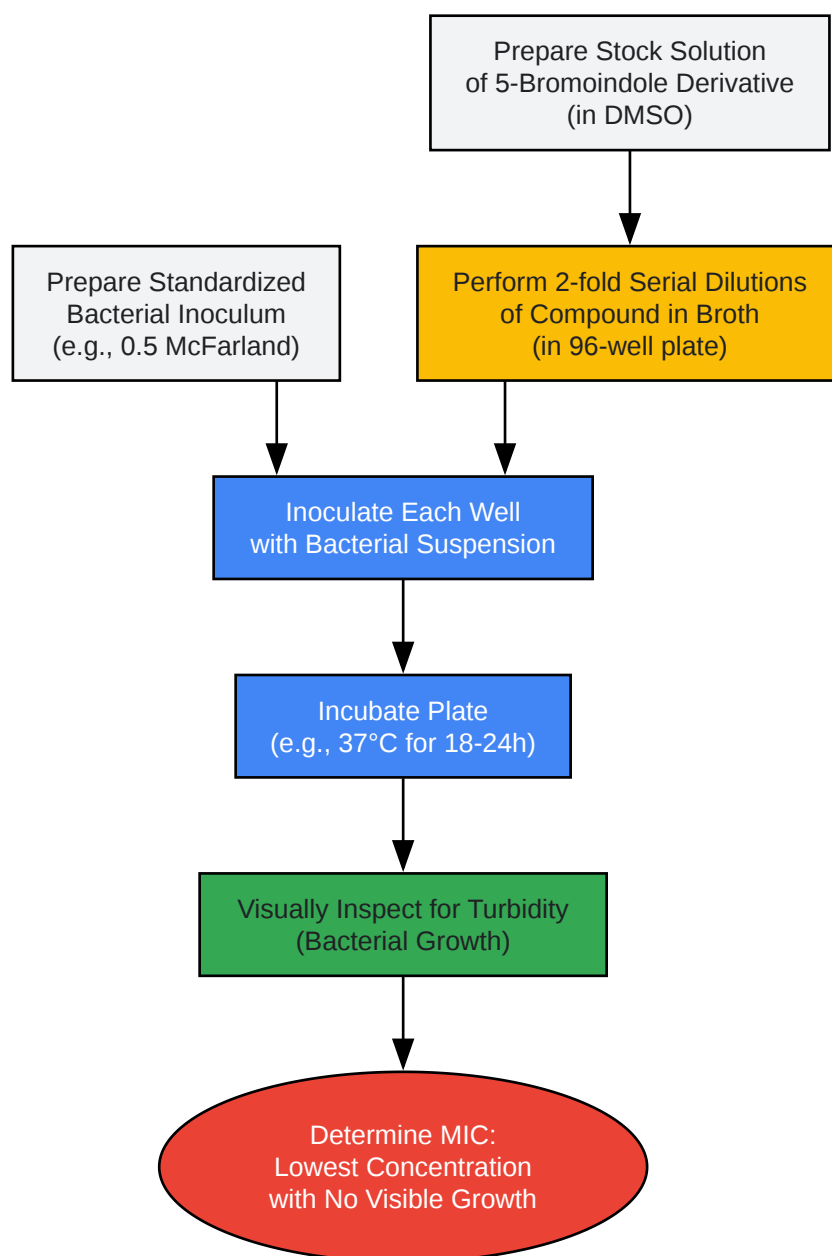 Prepare Stock Solution
of 5-Bromoindole Derivative
(in DMSO)
Prepare Standardized
Bacterial Inoculum
(e.g., 0.5 McFarland)
Perform 2-fold Serial Dilutions
of Compound in Broth
(in 96-well plate)
Inoculate Each Well
with Bacterial Suspension
Incubate Plate
(e.g., 37°C for 18-24h)
Visually Inspect for Turbidity
(Bacterial Growth)
Determine MIC:
Lowest Concentration
with No Visible Growth